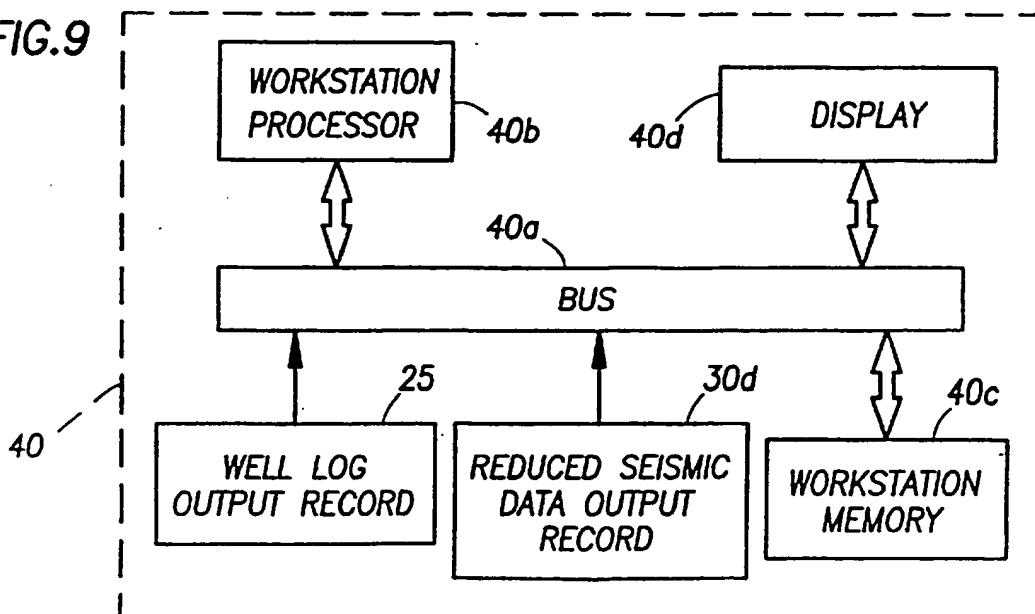 FIG.9
WORKSTATION
PROCESSOR
40b
40d
DISPLAY
40a
BUS
25
30d
40c
40
WELL LOG
OUTPUT RECORD
REDUCED SEISMIC
DATA OUTPUT
RECORD
WORKSTATION
MEMORY